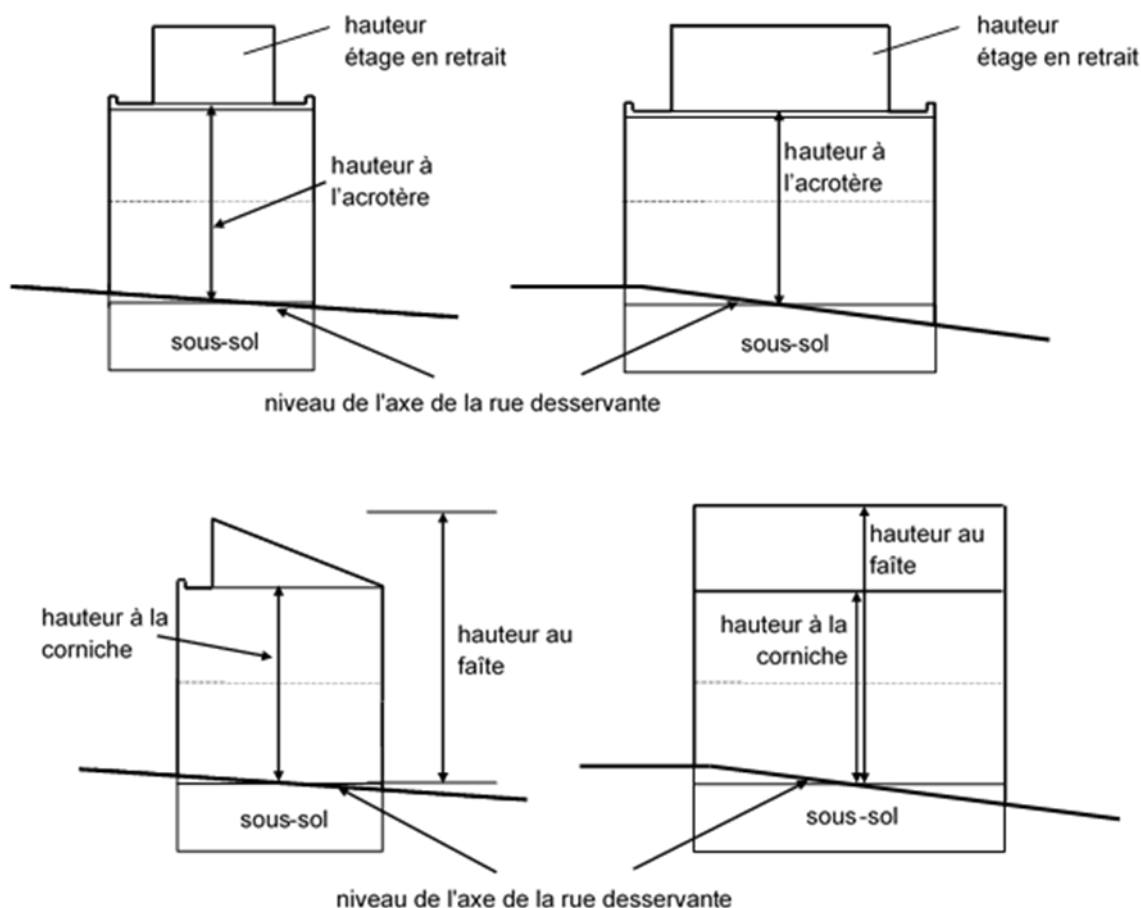 hauteur
étage en retrait
hauteur
étage en retrait
hauteur à
l'acrotère
hauteur à
l'acrotère
sous-sol
sous-sol
niveau de l'axe de la rue desservante
hauteur à la
corniche
hauteur au
faîte
hauteur au
faîte
hauteur à la
corniche
sous-sol
sous-sol
niveau de l'axe de la rue desservante